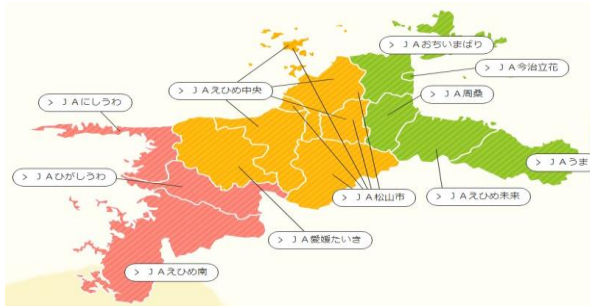 > JAおちいまばり
> JA今治立花
> JAえひめ中央
> JA周桑
> JAにしうわ
> JAうま
> JAひがしうわ
> JA松山市
> JAえひめ未来
> JA愛媛たいき
> JAえひめ南